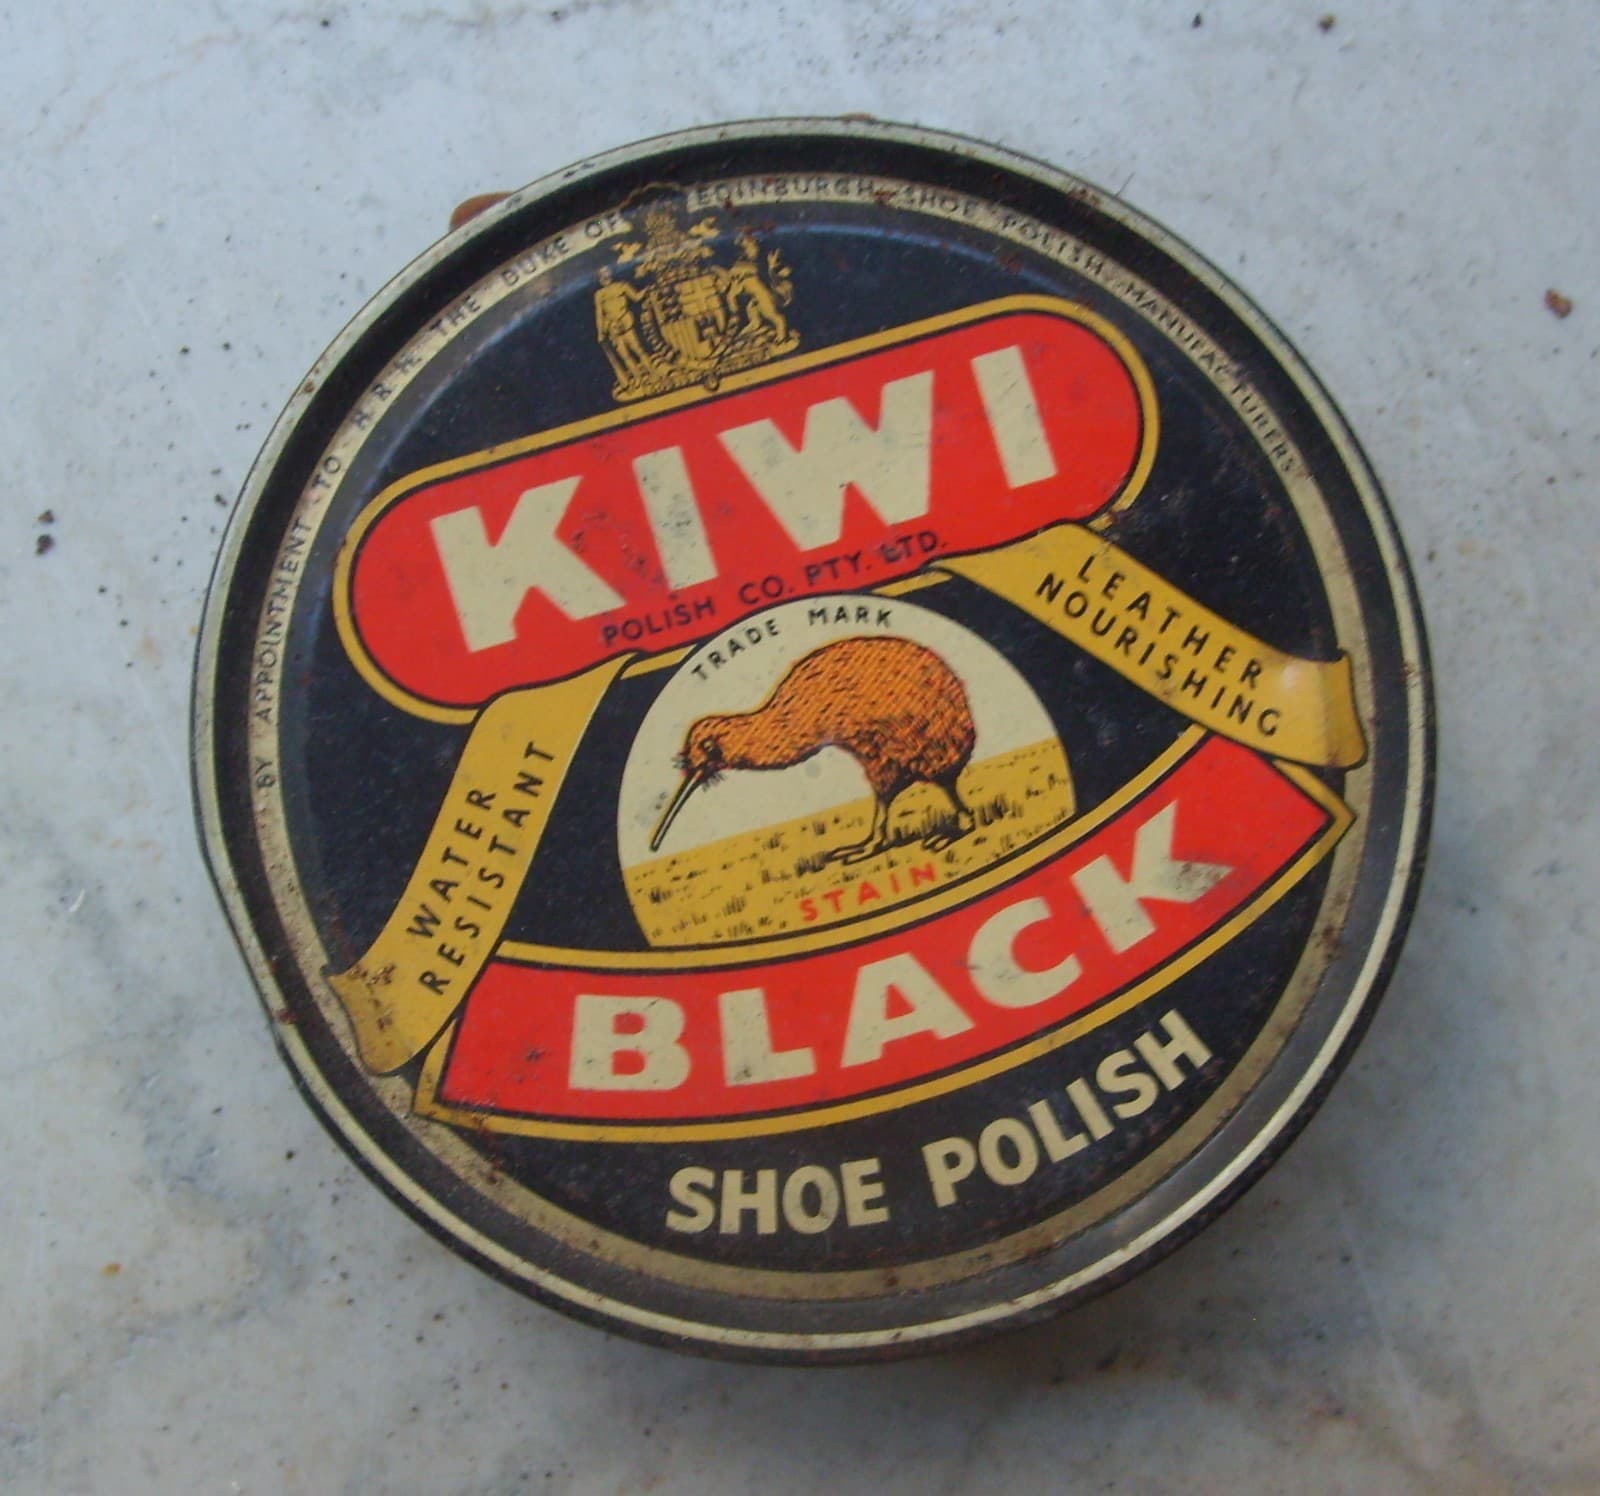 BY APPOINTMENT TO H.R.H. THE DUKE OF EDINBURGH SHOE POLISH MANUFACTURERS
KIWI
POLISH CO. PTY. LTD.
TRADE MARK
LEATHER
NOURISHING
WATER
RESISTANT
STAIN
BLACK
SHOE POLISH